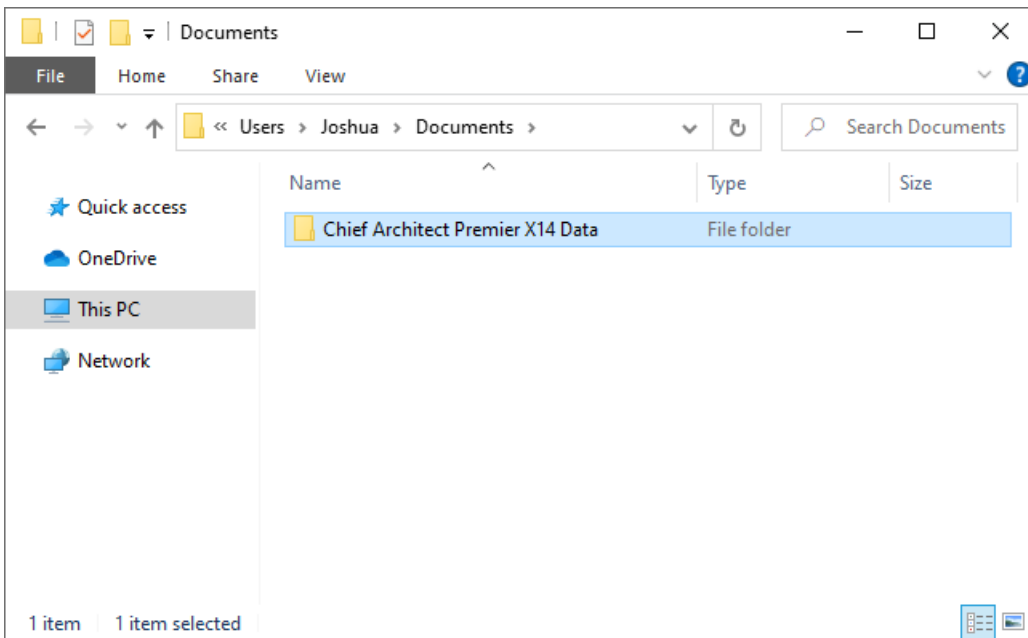 Documents
File Home Share View
« Users › Joshua › Documents › Search Documents
Name Type Size
Quick access
Chief Architect Premier X14 Data File folder
OneDrive
This PC
Network
1 item 1 item selected